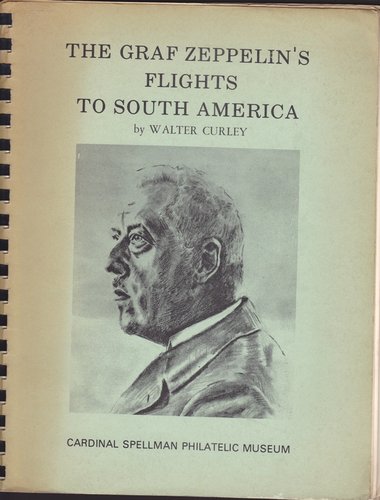 THE GRAF ZEPPELIN'S
FLIGHTS
TO SOUTH AMERICA
by WALTER CURLEY
CARDINAL SPELLMAN PHILATELIC MUSEUM